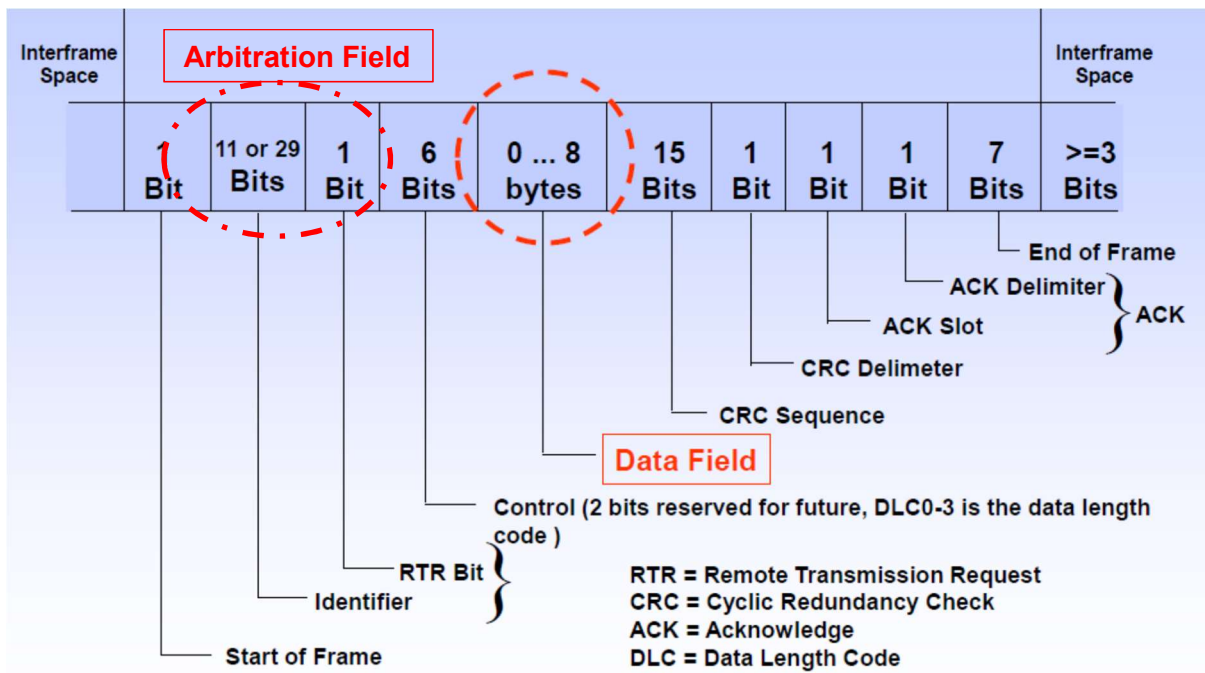 Interframe
Space
Arbitration Field
Interframe
Space
1
Bit
11 or 29
Bits
1
Bit
6
Bits
0 ... 8
bytes
15
Bits
1
Bit
1
Bit
1
Bit
7
Bits
>=3
Bits
End of Frame
ACK Delimiter
ACK
ACK Slot
CRC Delimeter
CRC Sequence
Data Field
Control (2 bits reserved for future, DLC0-3 is the data length
code )
RTR Bit
Identifier
Start of Frame
RTR = Remote Transmission Request
CRC = Cyclic Redundancy Check
ACK = Acknowledge
DLC = Data Length Code